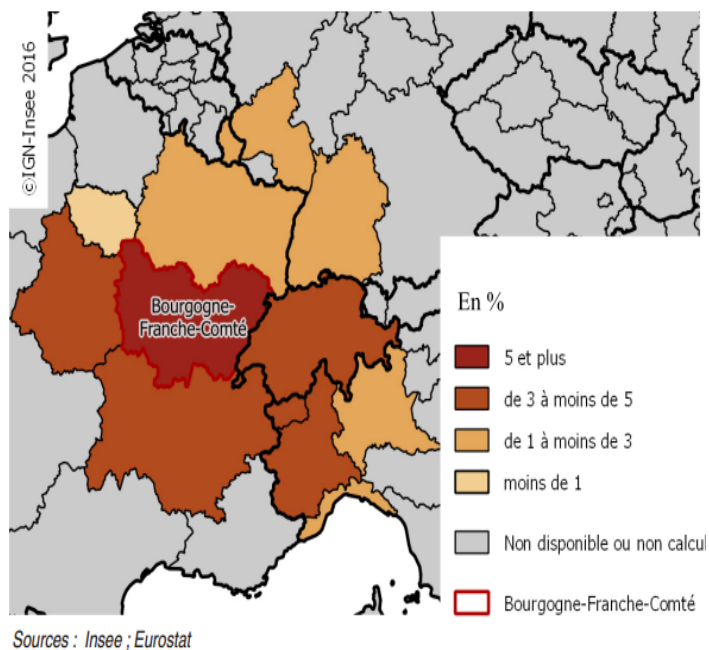 ©IGN-Insee 2016
Bourgogne-
Franche-Comté
En %
5 et plus
de 3 à moins de 5
de 1 à moins de 3
moins de 1
Non disponible ou non calcul
Bourgogne-Franche-Comté
Sources : Insee ; Eurostat